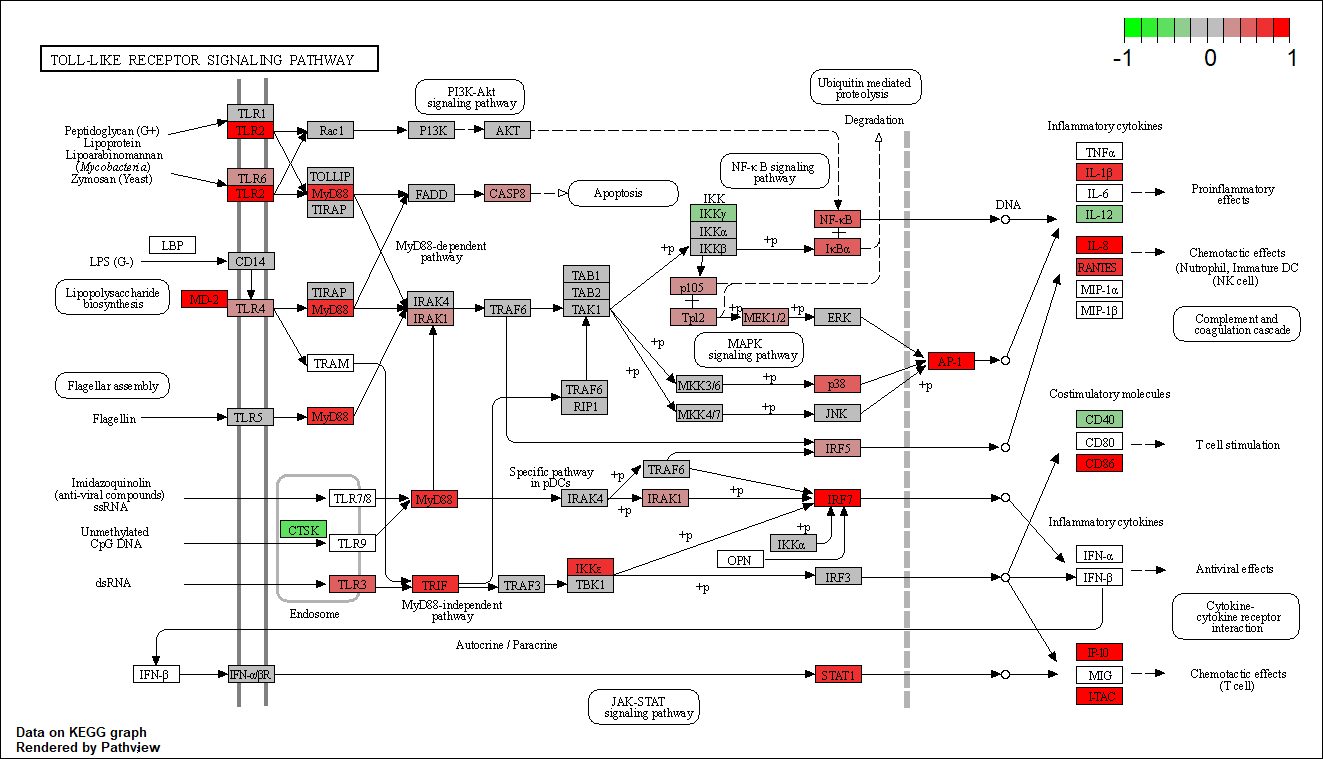 -1 0 1
TOLL-LIKE RECEPTOR SIGNALING PATHWAY
PI3K-Akt
signaling pathway
Ubiquitin mediated
proteolysis
Degradation
Peptidoglycan (G+)
Lipoprotein
Lipoarabinomannan
(Mycobacteria)
Zymosan (Yeast)
TLR1
TLR2
TLR6
TLR2
Rac1
PI3K
AKT
TOLLIP
MyD88
TIRAP
FADD
CASP8
Apoptosis
NF-κB signaling
pathway
IKK
IKKγ
IKKα
IKKβ
+p
+p
NF-κB
IκBα
DNA
LBP
LPS (G-)
CD14
MyD88-dependent
pathway
Lipopolysaccharide
biosynthesis
MD-2
TLR4
TIRAP
MyD88
IRAK4
IRAK1
TRAF6
TAB1
TAB2
TAK1
p105
Tpl2
+p
MEK1/2
+p
ERK
MAPK
signaling pathway
TRAM
+p
+p
MKK3/6
+p
p38
MKK4/7
+p
JNK
AP-1
+p
Flagellar assembly
Flagellin
TLR5
MyD88
TRAF6
RIP1
IRF5
Imidazoquinolin
(anti-viral compounds)
ssRNA
TLR7/8
MyD88
Specific pathway
in pDCs
IRAK4
+p
+p
TRAF6
IRAK1
+p
IRF7
Unmethylated
CpG DNA
CTSK
TLR9
+p
+p
IKKα
OPN
dsRNA
TLR3
TRIF
TRAF3
IKKε
TBK1
+p
IRF3
Endosome
MyD88-independent
pathway
Autocrine / Paracrine
IFN-β
IFN-α/βR
STAT1
JAK-STAT
signaling pathway
Inflammatory cytokines
TNFα
IL-1β
IL-6
IL-12
Proinflammatory
effects
IL-8
RANTES
MIP-1α
MIP-1β
Chemotactic effects
(Nutrophil, Immature DC
(NK cell)
Complement and
coagulation cascade
Costimulatory molecules
CD40
CD80
CD86
T cell stimulation
Inflammatory cytokines
IFN-α
IFN-β
Antiviral effects
Cytokine-
cytokine receptor
interaction
IP-10
MIG
I-TAC
Chemotactic effects
(T cell)
Data on KEGG graph
Rendered by Pathview